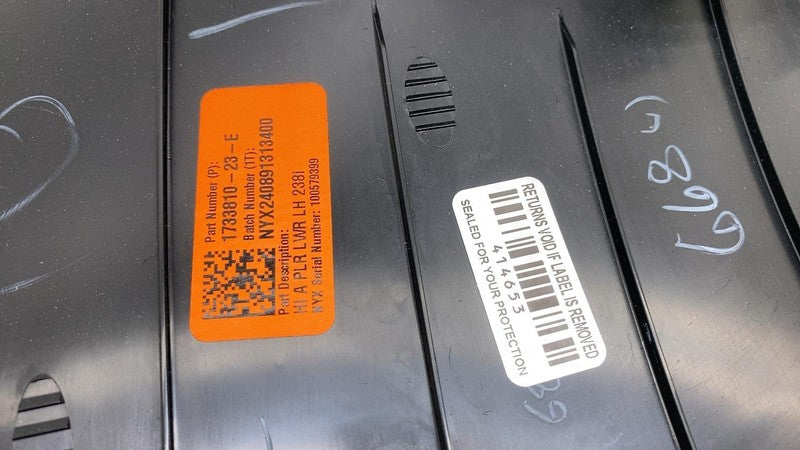 Part Number (P):
1733810-23-E
Batch Number (1T):
NYX240891313400
Part Description:
HI A PLR LWR LH 238i
NYX Serial Number: 100579399
RETURNS VOID IF LABEL IS REMOVED
414653
SEALED FOR YOUR PROTECTION